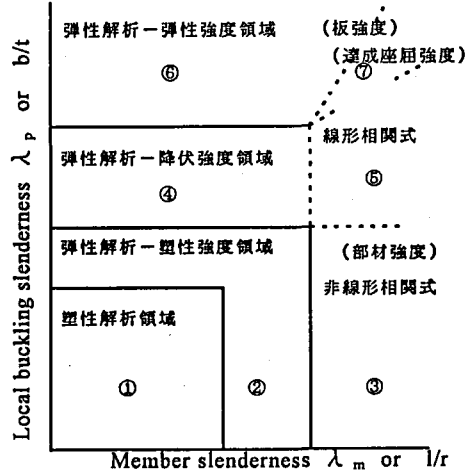 弾性解析－弾性強度領域
⑥
(板強度)
(連成座屈強度)
⑦
弾性解析－降伏強度領域
④
線形相関式
⑤
弾性解析－塑性強度領域
(部材強度)
非線形相関式
塑性解析領域
①
②
③
Local buckling slenderness λp or b/t
Member slenderness λm or l/r